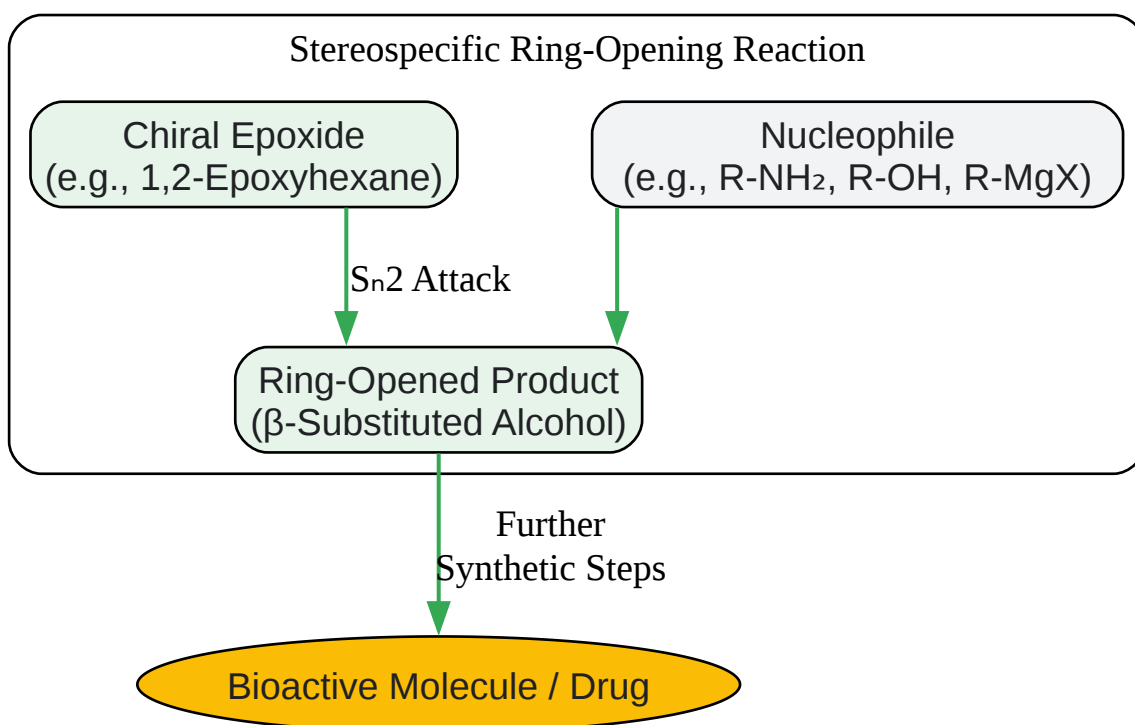 Stereospecific Ring-Opening Reaction
Chiral Epoxide
(e.g., 1,2-Epoxyhexane)
Nucleophile
(e.g., R-NH₂, R-OH, R-MgX)
Sₙ2 Attack
Ring-Opened Product
(β-Substituted Alcohol)
Further
Synthetic Steps
Bioactive Molecule / Drug